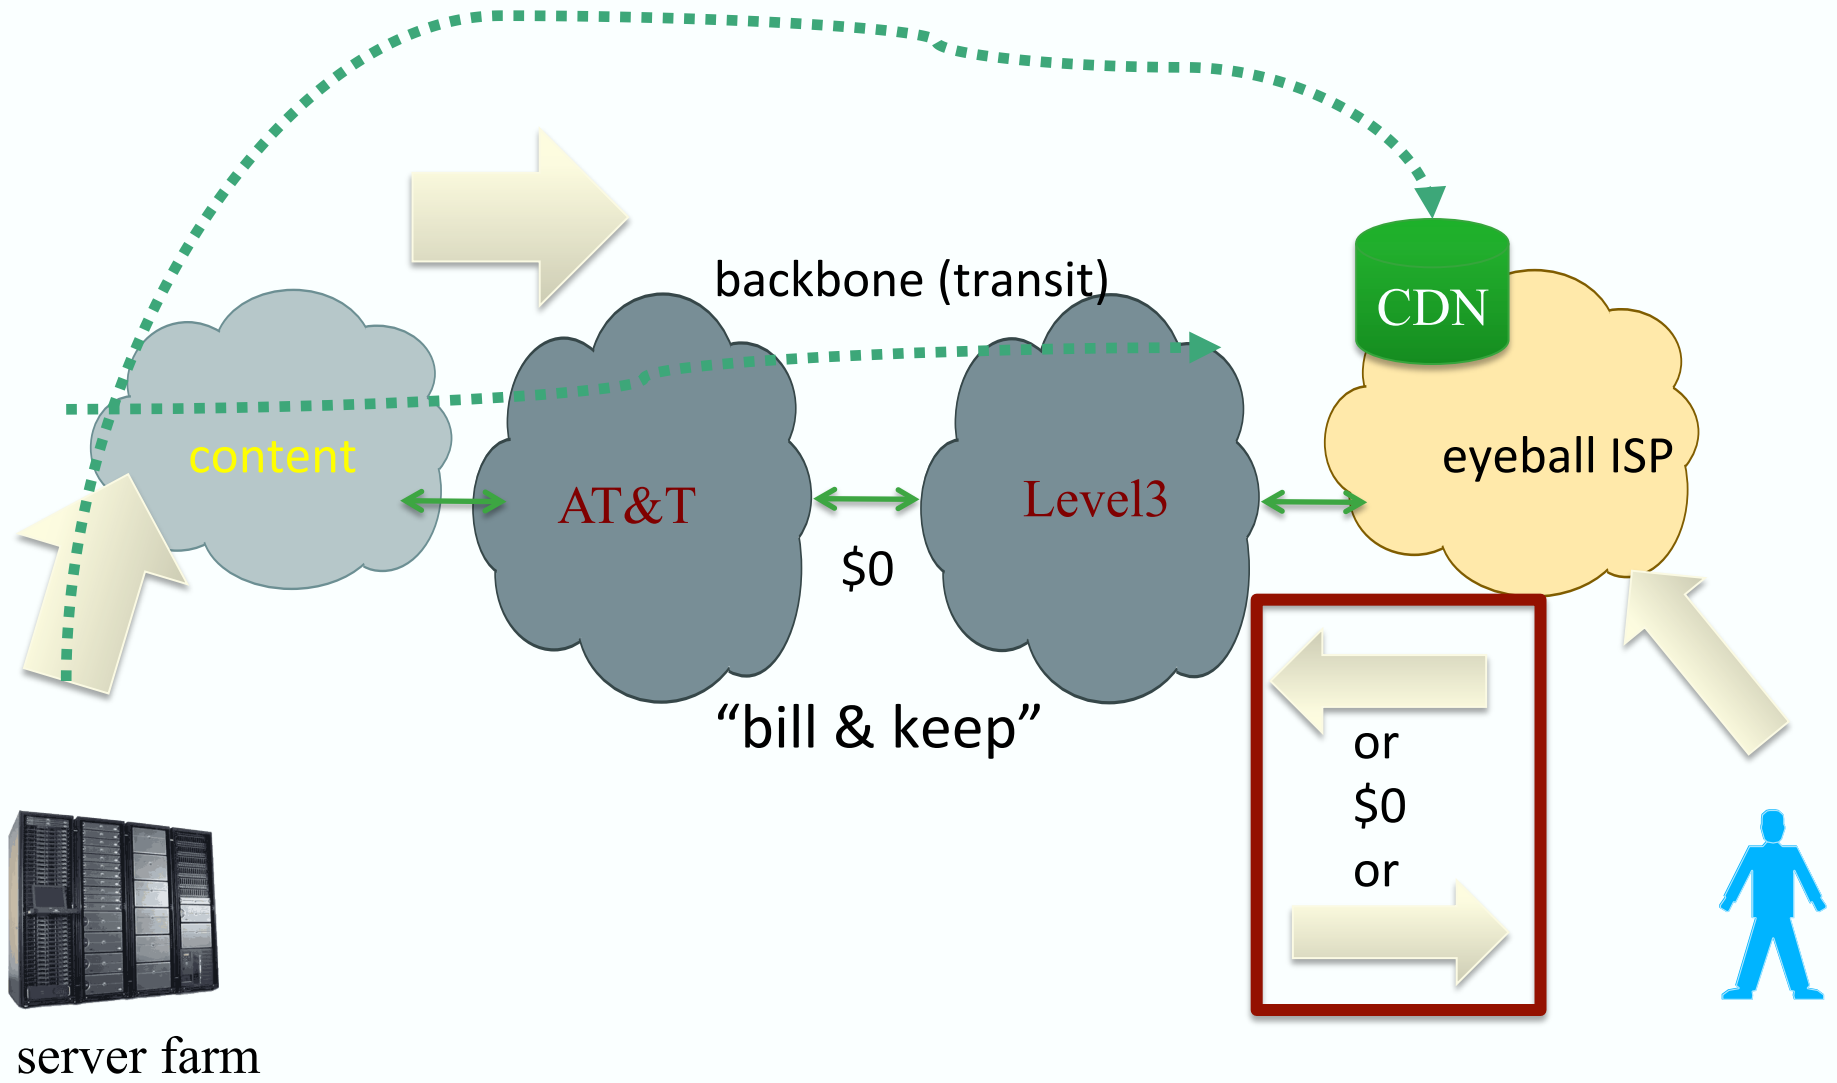 backbone (transit)
CDN
content
eyeball ISP
AT&T
Level3
$0
"bill & keep"
or
$0
or
server farm